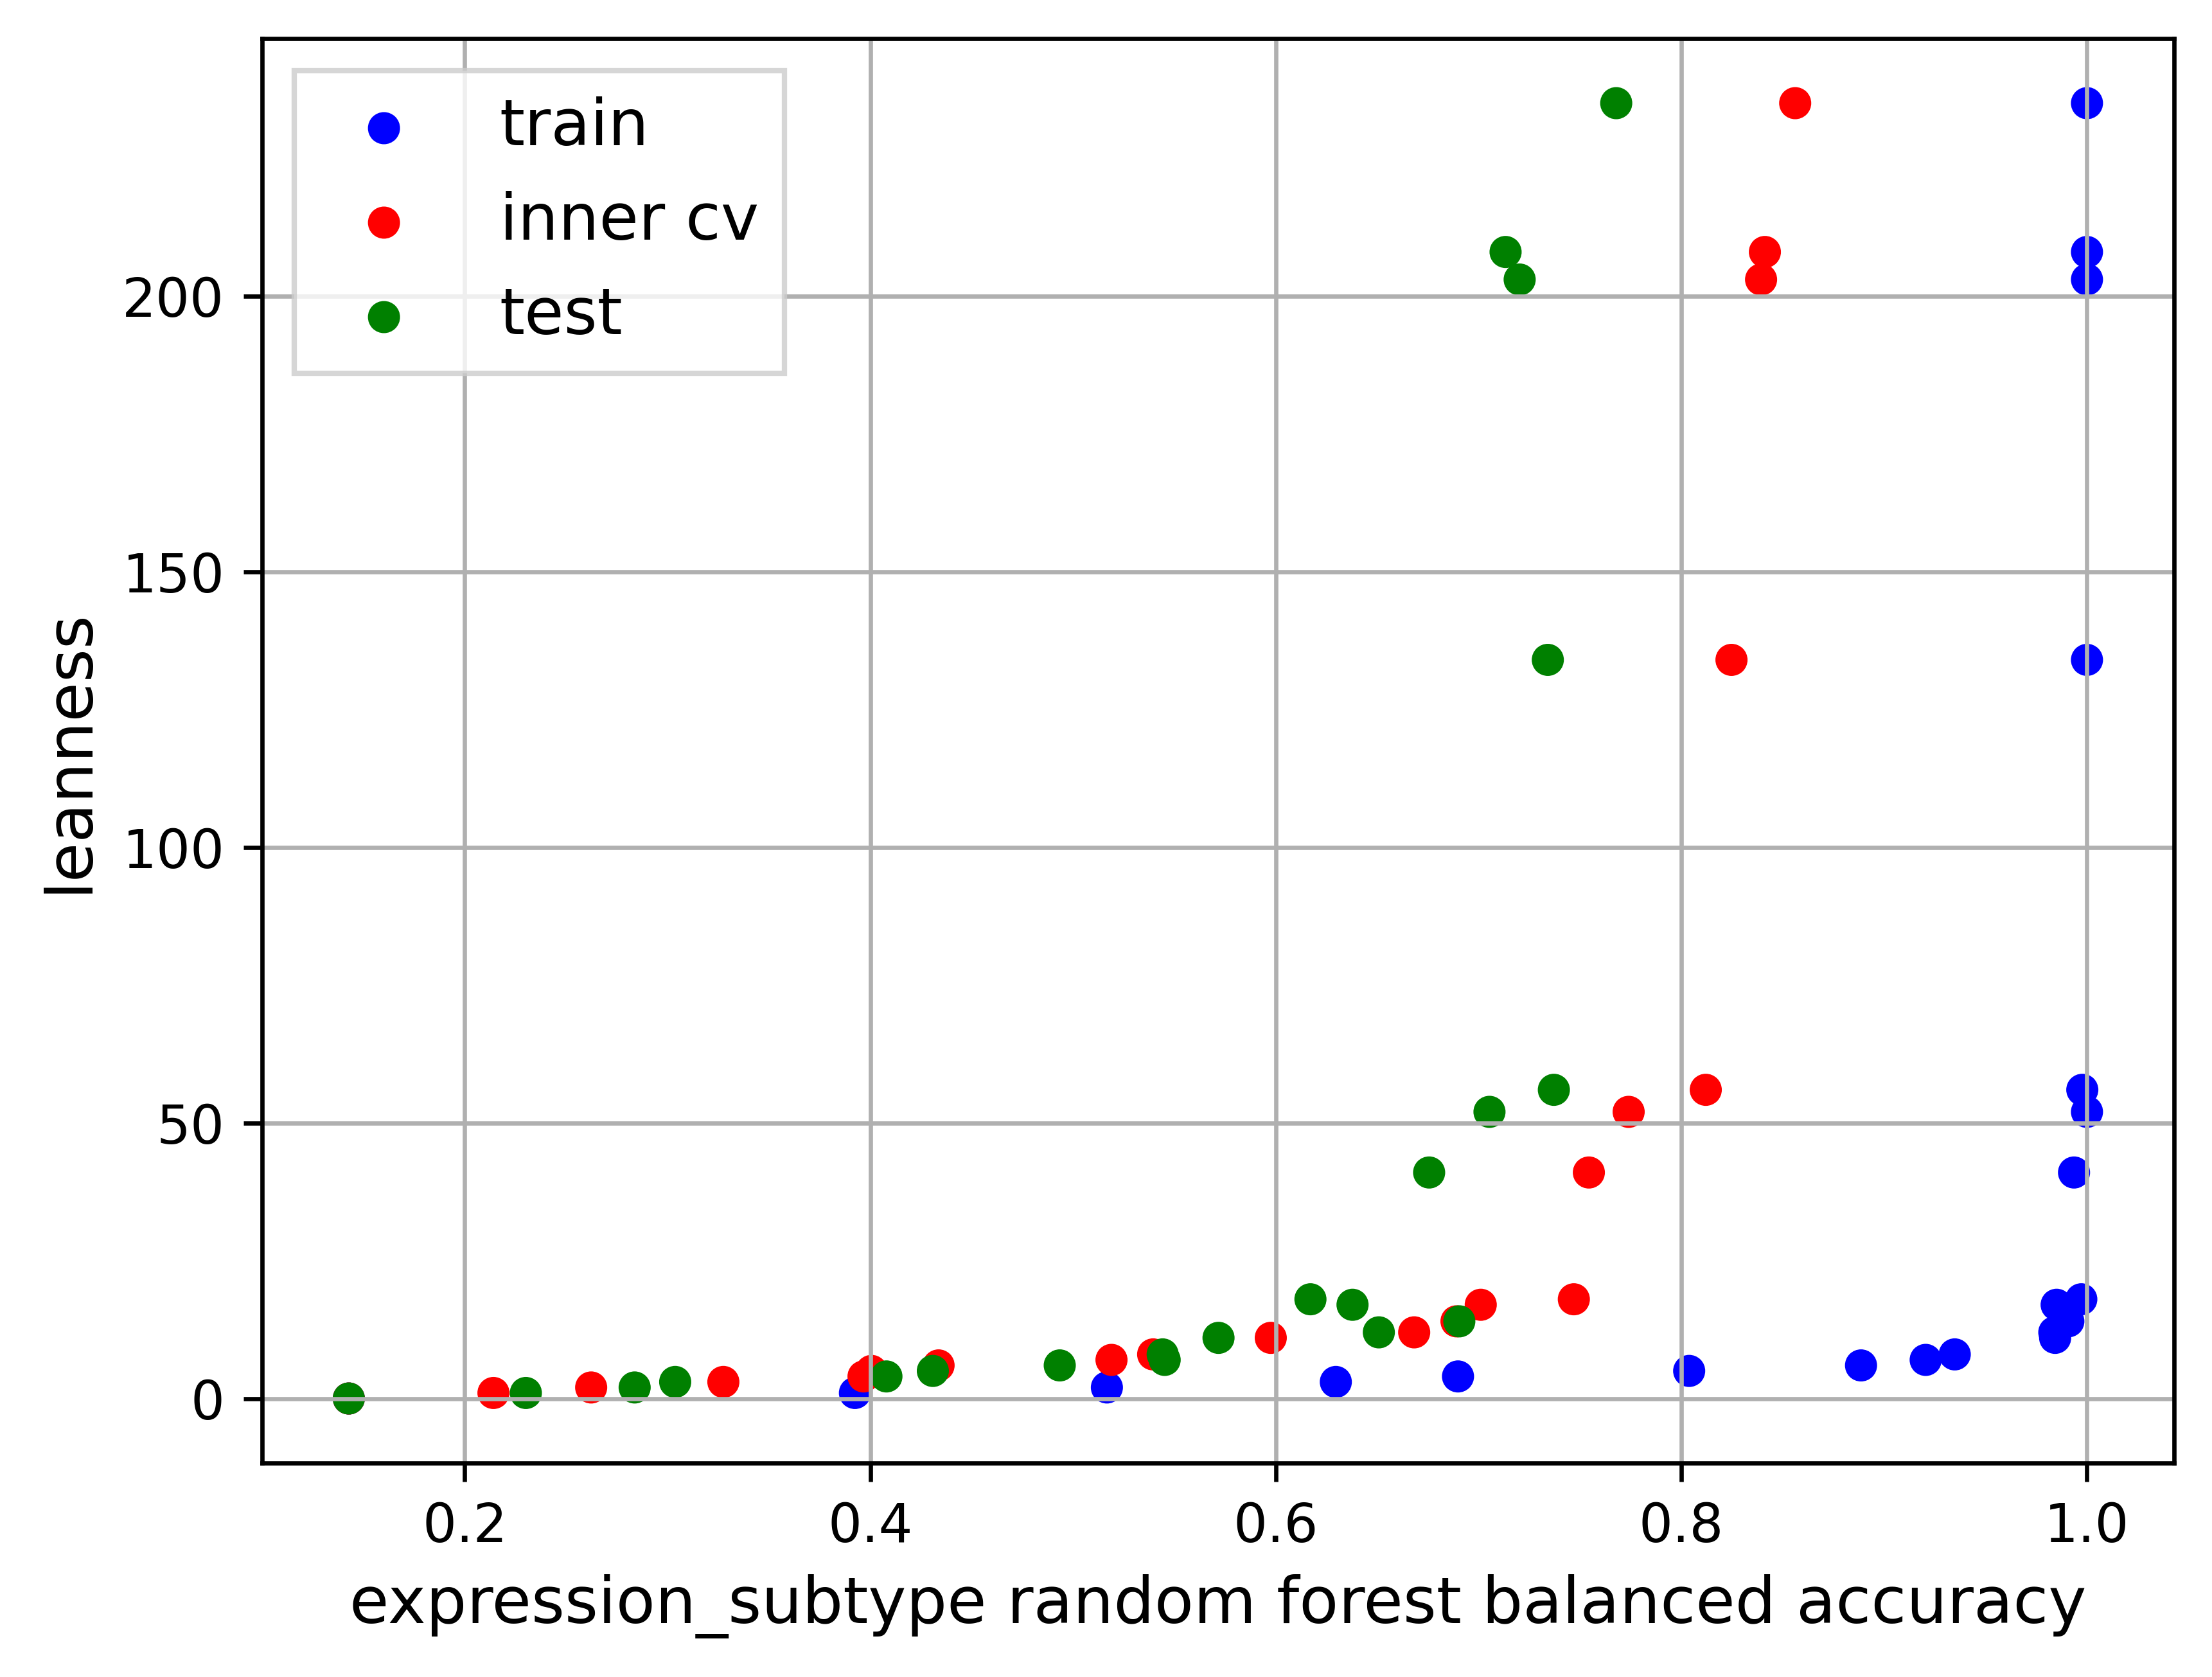 train
inner cv
test
200
150
100
50
0
leanness
0.2 0.4 0.6 0.8 1.0
expression_subtype random forest balanced accuracy